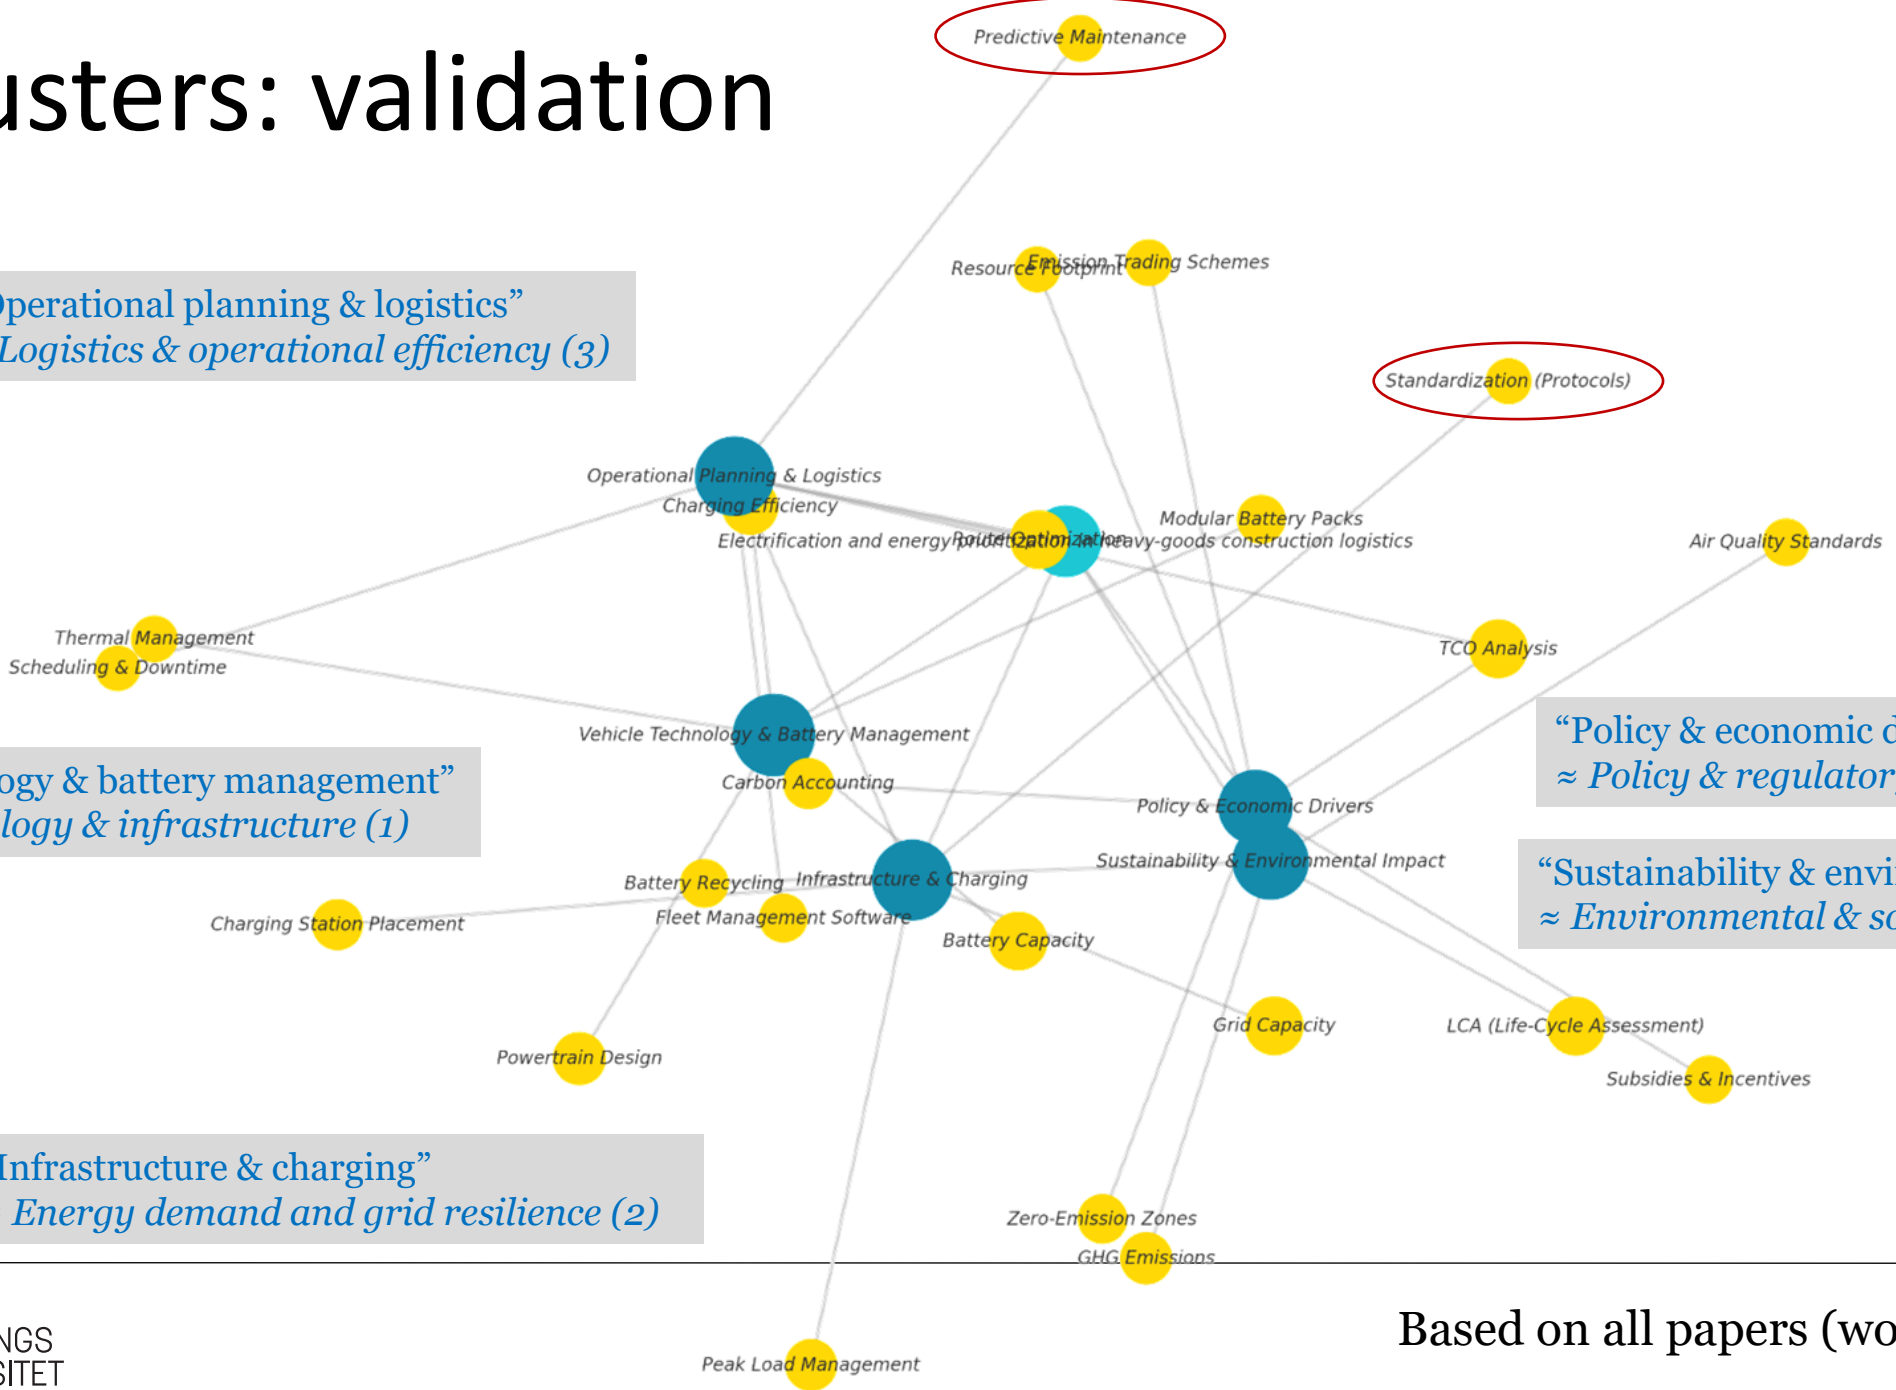 usters: validation
Predictive Maintenance
Resource Footprint
Emission Trading Schemes
Operational planning & logistics”
Logistics & operational efficiency (3)
Standardization (Protocols)
Operational Planning & Logistics
Charging Efficiency
Modular Battery Packs
Route Optimization
Electrification and energy prioritization in heavy-goods construction logistics
Air Quality Standards
Thermal Management
Scheduling & Downtime
TCO Analysis
Vehicle Technology & Battery Management
“Policy & economic d
≈ Policy & regulator
ogy & battery management”
logy & infrastructure (1)
Carbon Accounting
Policy & Economic Drivers
Sustainability & Environmental Impact
“Sustainability & envi
≈ Environmental & so
Battery Recycling
Infrastructure & Charging
Charging Station Placement
Fleet Management Software
Battery Capacity
Grid Capacity
LCA (Life-Cycle Assessment)
Powertrain Design
Subsidies & Incentives
Infrastructure & charging”
Energy demand and grid resilience (2)
Zero-Emission Zones
GHG Emissions
Based on all papers (wo
NGS
SITET
Peak Load Management